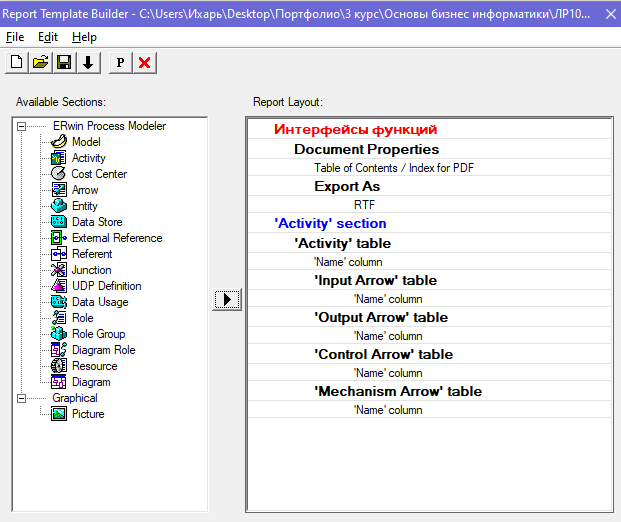 Report Template Builder - C:\Users\Ихарь\Desktop\Портфолио\3 курс\Основы бизнес информатики\ЛР10...
File Edit Help
P
Available Sections:
ERwin Process Modeler
Model
Activity
Cost Center
Arrow
Entity
Data Store
External Reference
Referent
Junction
UDP Definition
Data Usage
Role
Role Group
Diagram Role
Resource
Diagram
Graphical
Picture
Report Layout:
Интерфейсы функций
Document Properties
Table of Contents / Index for PDF
Export As
RTF
'Activity' section
'Activity' table
'Name' column
'Input Arrow' table
'Name' column
'Output Arrow' table
'Name' column
'Control Arrow' table
'Name' column
'Mechanism Arrow' table
'Name' column